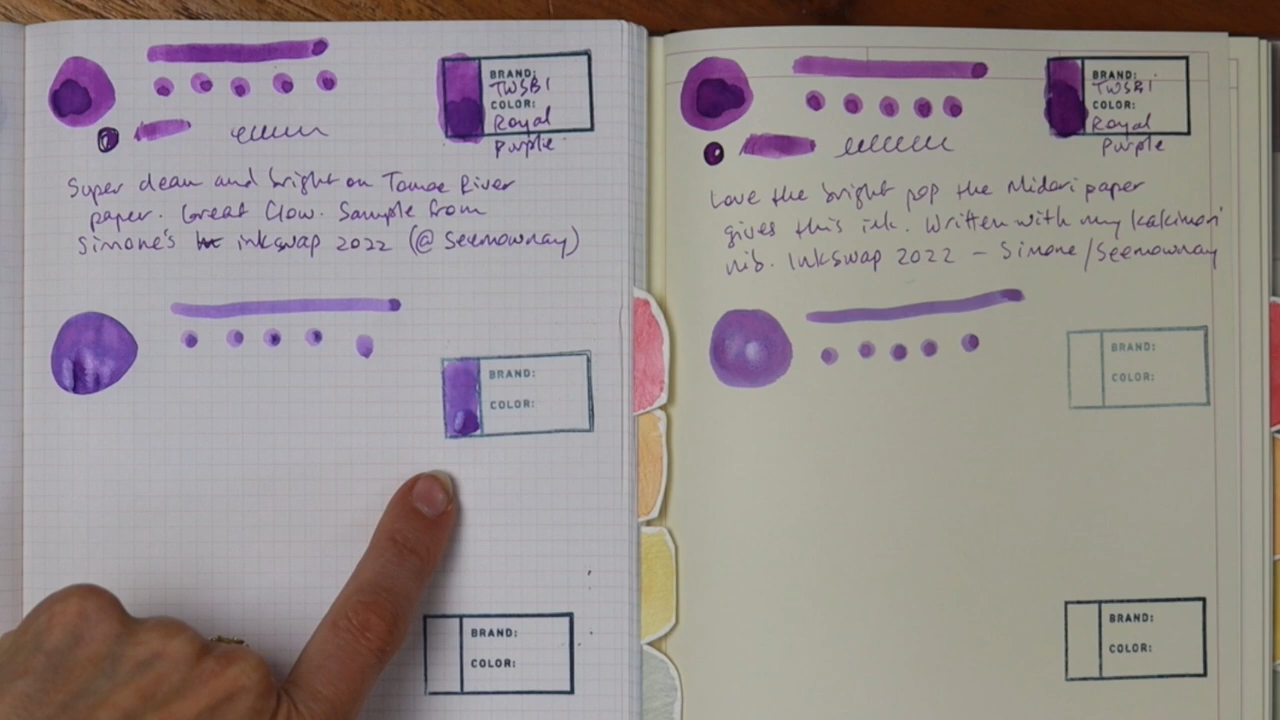 BRAND:
TWSBI
COLOR:
Royal
Purple
Super clean and bright on Tomoe River
paper. Great flow. Sample from
Simone's inkswap 2022 (@Seemownay)
BRAND:
COLOR:
BRAND:
COLOR:
BRAND:
TWSBI
COLOR:
Royal
Purple
Love the bright pop the Midori paper
gives this ink. Written with my kakimori
nib. Inkswap 2022 – Simone/Seemownay
BRAND:
COLOR:
BRAND:
COLOR: